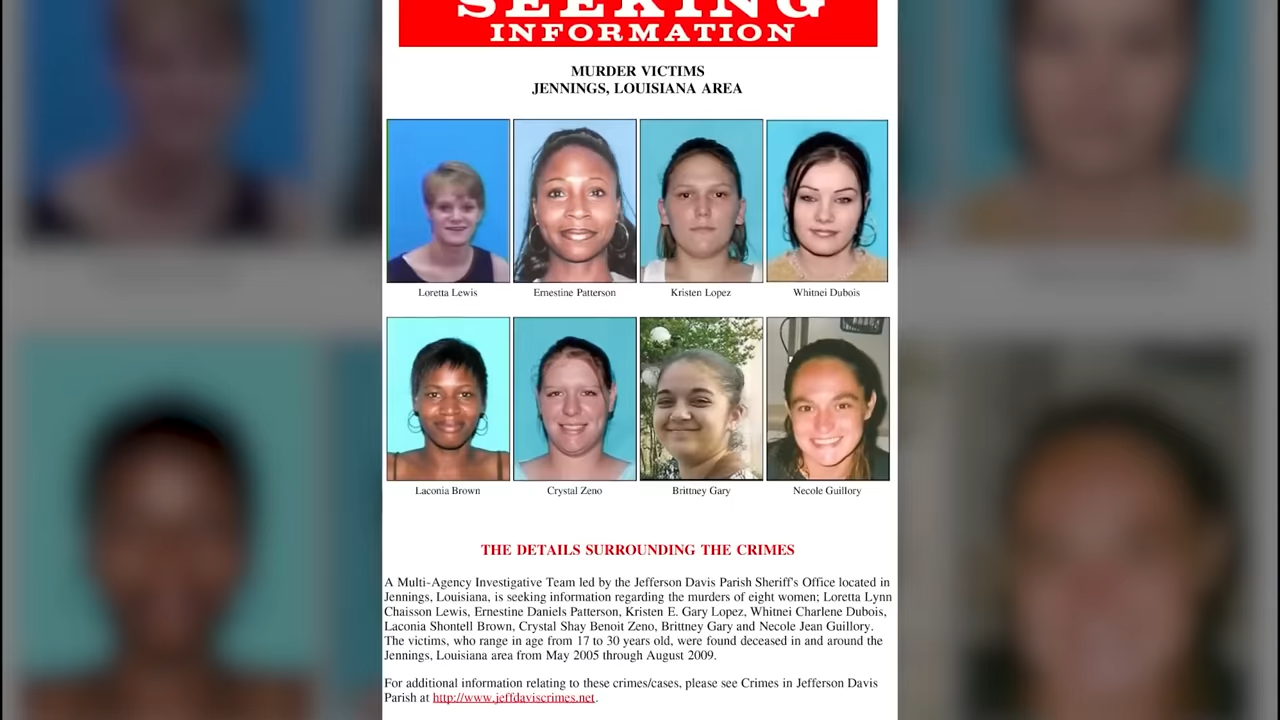 SEEKING
INFORMATION
MURDER VICTIMS
JENNINGS, LOUISIANA AREA
Loretta Lewis Ernestine Patterson Kristen Lopez Whitnei Dubois
Laconia Brown Crystal Zeno Brittney Gary Necole Guillory
THE DETAILS SURROUNDING THE CRIMES
A Multi-Agency Investigative Team led by the Jefferson Davis Parish Sheriff's Office located in
Jennings, Louisiana, is seeking information regarding the murders of eight women; Loretta Lynn
Chaisson Lewis, Ernestine Daniels Patterson, Kristen E. Gary Lopez, Whitnei Charlene Dubois,
Laconia Shontell Brown, Crystal Shay Benoit Zeno, Brittney Gary and Necole Jean Guillory.
The victims, who range in age from 17 to 30 years old, were found deceased in and around the
Jennings, Louisiana area from May 2005 through August 2009.
For additional information relating to these crimes/cases, please see Crimes in Jefferson Davis
Parish at http://www.jeffdaviscrimes.net.